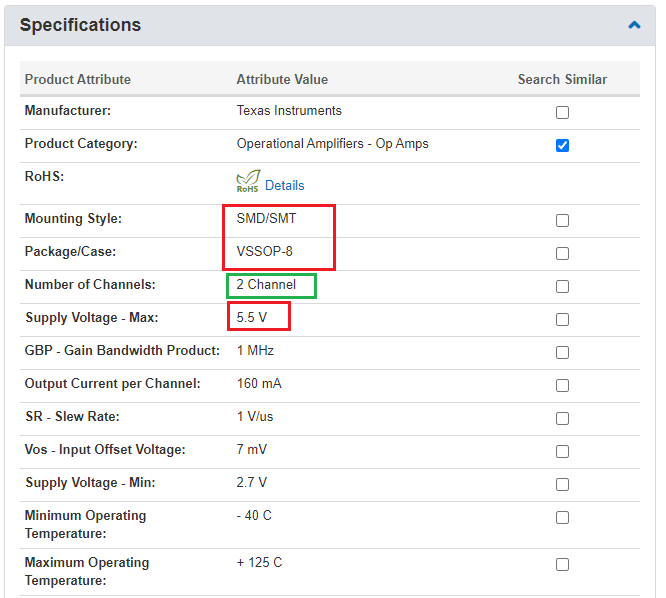 Specifications
Product Attribute Attribute Value Search Similar
Manufacturer: Texas Instruments
Product Category: Operational Amplifiers - Op Amps
RoHS: RoHS Details
Mounting Style: SMD/SMT
Package/Case: VSSOP-8
Number of Channels: 2 Channel
Supply Voltage - Max: 5.5 V
GBP - Gain Bandwidth Product: 1 MHz
Output Current per Channel: 160 mA
SR - Slew Rate: 1 V/us
Vos - Input Offset Voltage: 7 mV
Supply Voltage - Min: 2.7 V
Minimum Operating - 40 C
Temperature:
Maximum Operating + 125 C
Temperature: